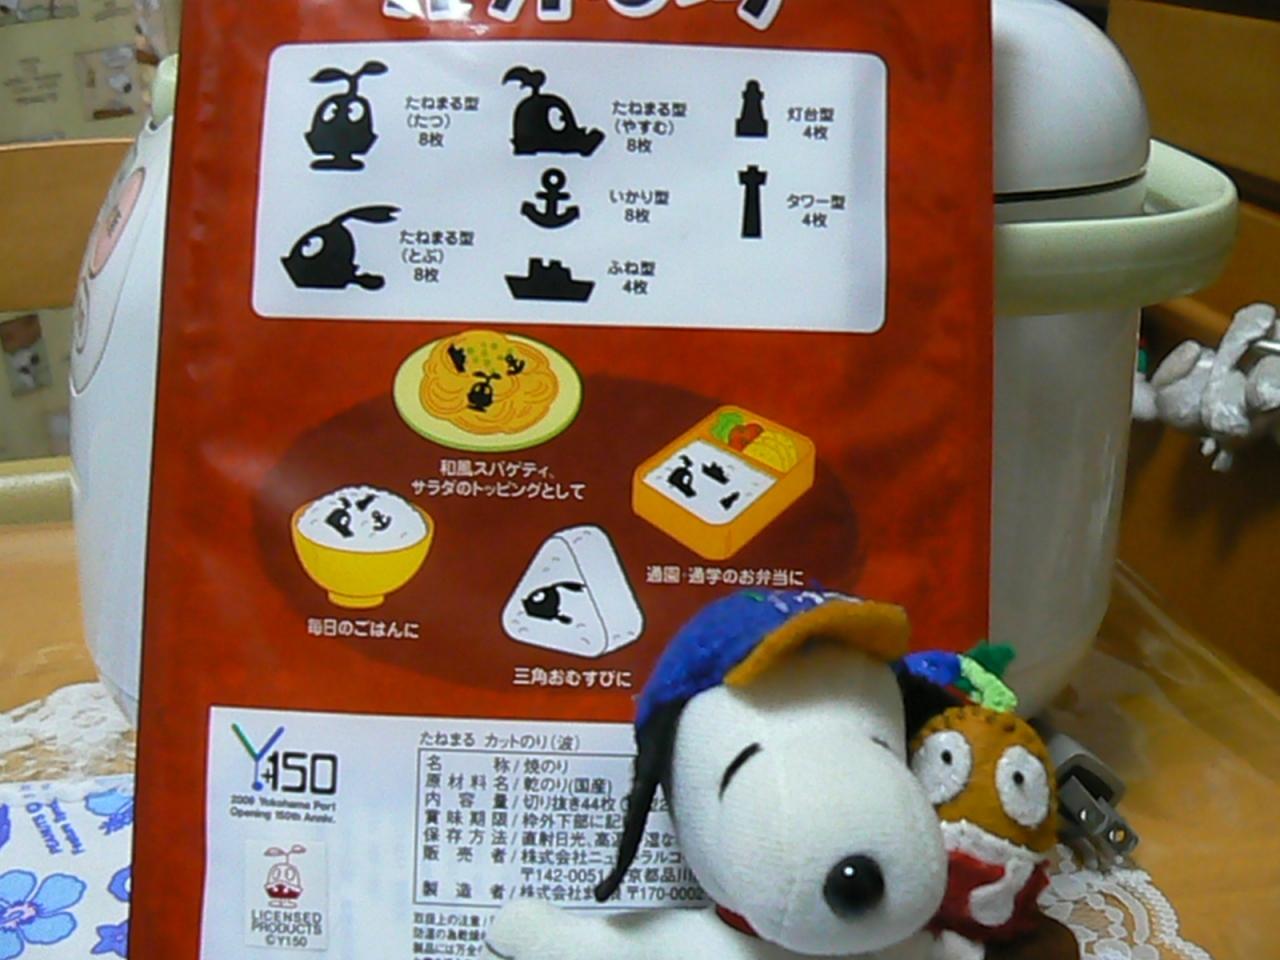 たねまる型
(たつ)
8枚
たねまる型
(やすむ)
8枚
灯台型
4枚
いかり型
8枚
タワー型
4枚
たねまる型
(とぶ)
8枚
ふね型
4枚
和風スパゲティ、
サラダのトッピングとして
通園・通学のお弁当に
毎日のごはんに
三角おむすびに
Y+150
2009 Yokohama Port
Opening 150th Anniv.
LICENSED
PRODUCTS
©Y150
たねまる カットのり(波)
名 称/焼のり
原材料名/乾のり(国産)
内 容 量/切り抜き44枚
賞味期限/枠外下部に記
保存方法/直射日光、高温
販 売 者/株式会社ニュ
〒142-0051
製 造 者/株式会社 〒170-0002
取扱上の注意/